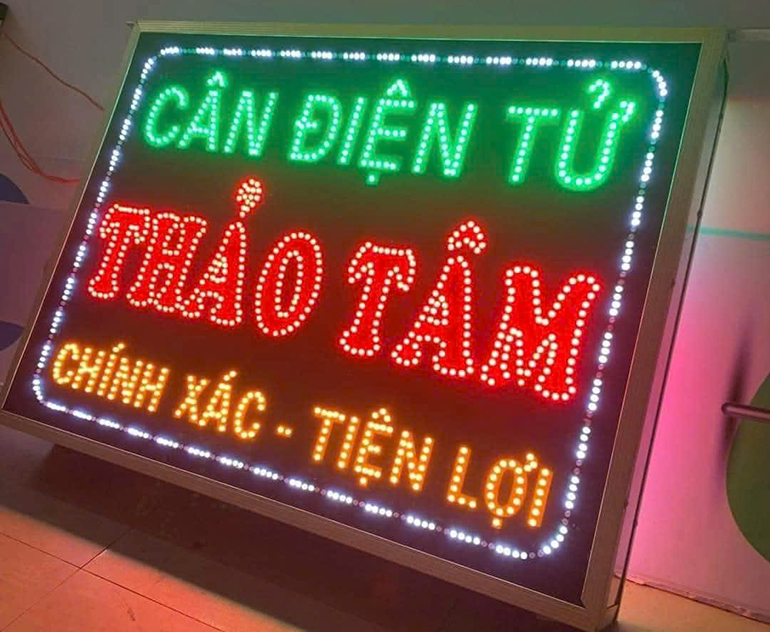 CÂN ĐIỆN TỬ
THẢO TÂM
CHÍNH XÁC - TIỆN LỢI